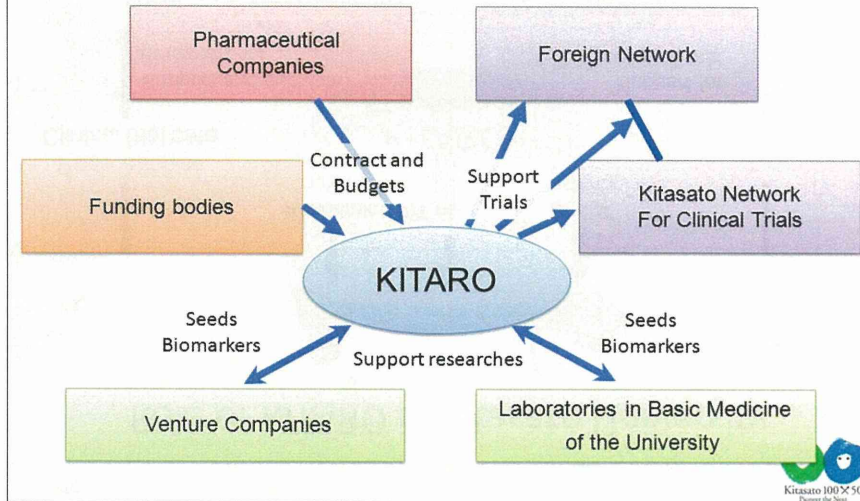 Pharmaceutical
Companies
Foreign Network
Contract and
Budgets
Support
Trials
Funding bodies
Kitasato Network
For Clinical Trials
KITARO
Seeds
Biomarkers
Support researches
Seeds
Biomarkers
Venture Companies
Laboratories in Basic Medicine
of the University
Kitasato 100×50